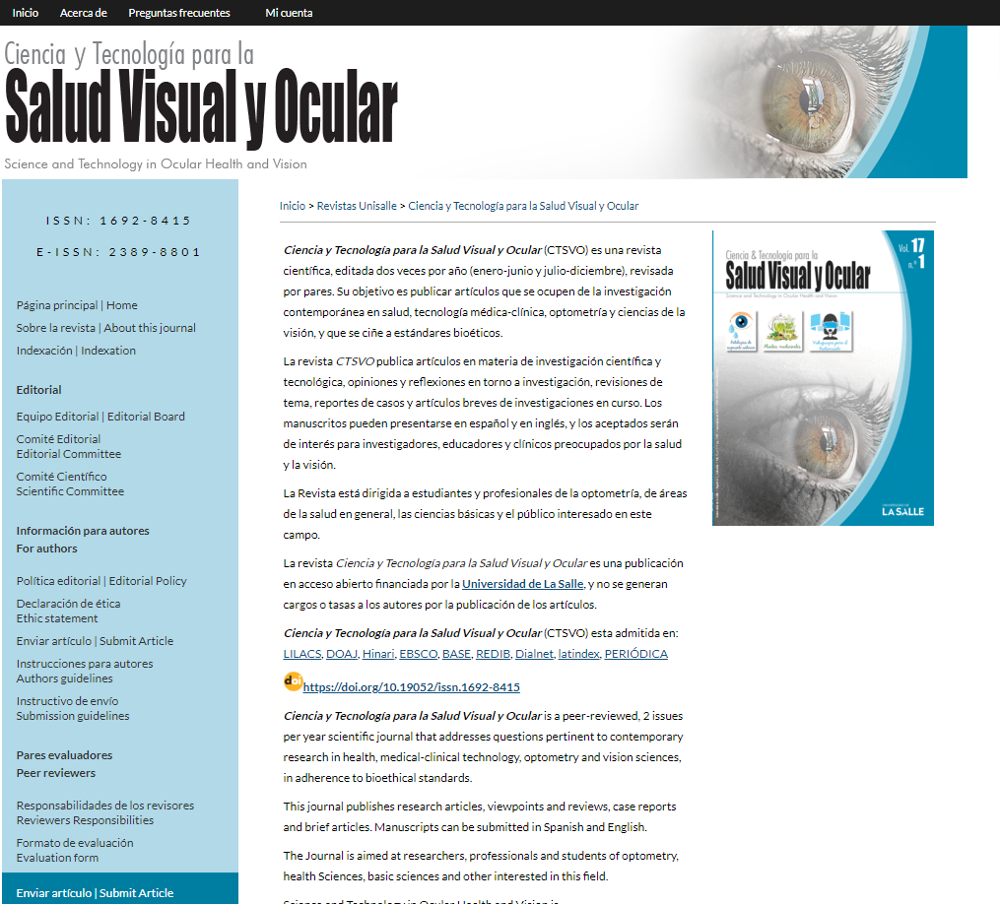 Inicio Acerca de Preguntas frecuentes Mi cuenta
Ciencia y Tecnología para la
Salud Visual y Ocular
Science and Technology in Ocular Health and Vision
ISSN: 1692-8415
E-ISSN: 2389-8801
Página principal | Home
Sobre la revista | About this journal
Indexación | Indexation
Editorial
Equipo Editorial | Editorial Board
Comité Editorial
Editorial Committee
Comité Científico
Scientific Committee
Información para autores
For authors
Política editorial | Editorial Policy
Declaración de ética
Ethic statement
Enviar artículo | Submit Article
Instrucciones para autores
Authors guidelines
Instructivo de envío
Submission guidelines
Pares evaluadores
Peer reviewers
Responsabilidades de los revisores
Reviewers Responsibilities
Formato de evaluación
Evaluation form
Enviar artículo | Submit Article
Inicio > Revistas Unisalle > Ciencia y Tecnología para la Salud Visual y Ocular
Ciencia y Tecnología para la Salud Visual y Ocular (CTSVO) es una revista
científica, editada dos veces por año (enero-junio y julio-diciembre), revisada
por pares. Su objetivo es publicar artículos que se ocupen de la investigación
contemporánea en salud, tecnología médica-clínica, optometría y ciencias de la
visión, y que se ciñe a estándares bioéticos.
La revista CTSVO publica artículos en materia de investigación científica y
tecnológica, opiniones y reflexiones en torno a investigación, revisiones de
tema, reportes de casos y artículos breves de investigaciones en curso. Los
manuscritos pueden presentarse en español y en inglés, y los aceptados serán
de interés para investigadores, educadores y clínicos preocupados por la salud
y la visión.
La Revista está dirigida a estudiantes y profesionales de la optometría, de áreas
de la salud en general, las ciencias básicas y el público interesado en este
campo.
La revista Ciencia y Tecnología para la Salud Visual y Ocular es una publicación
en acceso abierto financiada por la Universidad de La Salle, y no se generan
cargos o tasas a los autores por la publicación de los artículos.
Ciencia y Tecnología para la Salud Visual y Ocular (CTSVO) esta admitida en:
LILACS, DOAJ, Hinari, EBSCO, BASE, REDIB, Dialnet, latindex, PERIÓDICA
doi https://doi.org/10.19052/issn.1692-8415
Ciencia y Tecnología para la Salud Visual y Ocular is a peer-reviewed, 2 issues
per year scientific journal that addresses questions pertinent to contemporary
research in health, medical-clinical technology, optometry and vision sciences,
in adherence to bioethical standards.
This journal publishes research articles, viewpoints and reviews, case reports
and brief articles. Manuscripts can be submitted in Spanish and English.
The Journal is aimed at researchers, professionals and students of optometry,
health Sciences, basic sciences and other interested in this field.
Science and Technology in Ocular Health and Vision is
Vol. 17
n.° 1
Ciencia & Tecnología para la
Salud Visual y Ocular
Science and Technology in Ocular Health and Vision
Plantas medicinales
UNIVERSIDAD DE
LA SALLE